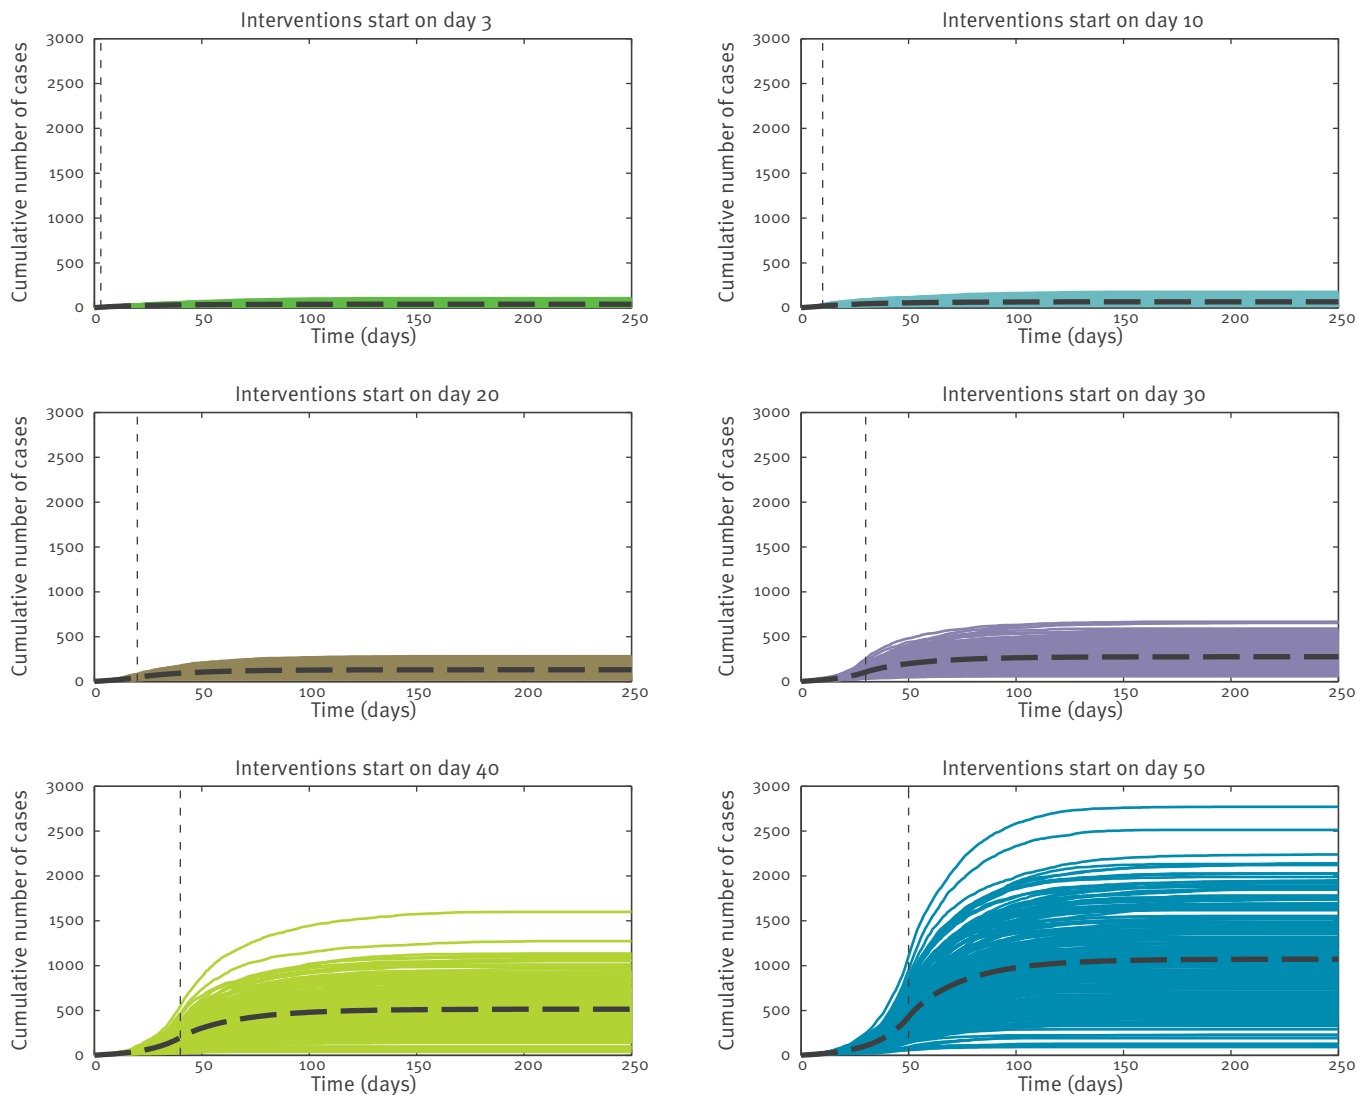 Interventions start on day 3
Cumulative number of cases
3000
2500
2000
1500
1000
500
0
0 50 100 150 200 250
Time (days)
Interventions start on day 10
Cumulative number of cases
3000
2500
2000
1500
1000
500
0
0 50 100 150 200 250
Time (days)
Interventions start on day 20
Cumulative number of cases
3000
2500
2000
1500
1000
500
0
0 50 100 150 200 250
Time (days)
Interventions start on day 30
Cumulative number of cases
3000
2500
2000
1500
1000
500
0
0 50 100 150 200 250
Time (days)
Interventions start on day 40
Cumulative number of cases
3000
2500
2000
1500
1000
500
0
0 50 100 150 200 250
Time (days)
Interventions start on day 50
Cumulative number of cases
3000
2500
2000
1500
1000
500
0
0 50 100 150 200 250
Time (days)